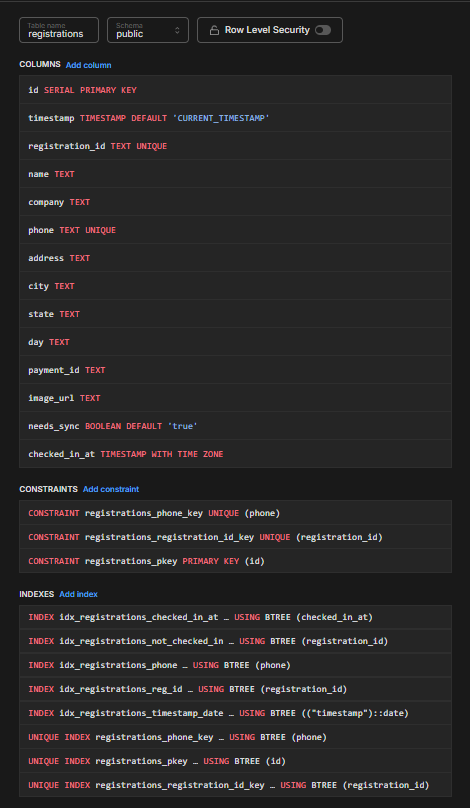 Table name
registrations
Schema
public
Row Level Security
COLUMNS Add column
id SERIAL PRIMARY KEY
timestamp TIMESTAMP DEFAULT 'CURRENT_TIMESTAMP'
registration_id TEXT UNIQUE
name TEXT
company TEXT
phone TEXT UNIQUE
address TEXT
city TEXT
state TEXT
day TEXT
payment_id TEXT
image_url TEXT
needs_sync BOOLEAN DEFAULT 'true'
checked_in_at TIMESTAMP WITH TIME ZONE
CONSTRAINTS Add constraint
CONSTRAINT registrations_phone_key UNIQUE (phone)
CONSTRAINT registrations_registration_id_key UNIQUE (registration_id)
CONSTRAINT registrations_pkey PRIMARY KEY (id)
INDEXES Add index
INDEX idx_registrations_checked_in_at … USING BTREE (checked_in_at)
INDEX idx_registrations_not_checked_in … USING BTREE (registration_id)
INDEX idx_registrations_phone … USING BTREE (phone)
INDEX idx_registrations_reg_id … USING BTREE (registration_id)
INDEX idx_registrations_timestamp_date … USING BTREE (("timestamp")::date)
UNIQUE INDEX registrations_phone_key … USING BTREE (phone)
UNIQUE INDEX registrations_pkey … USING BTREE (id)
UNIQUE INDEX registrations_registration_id_key … USING BTREE (registration_id)